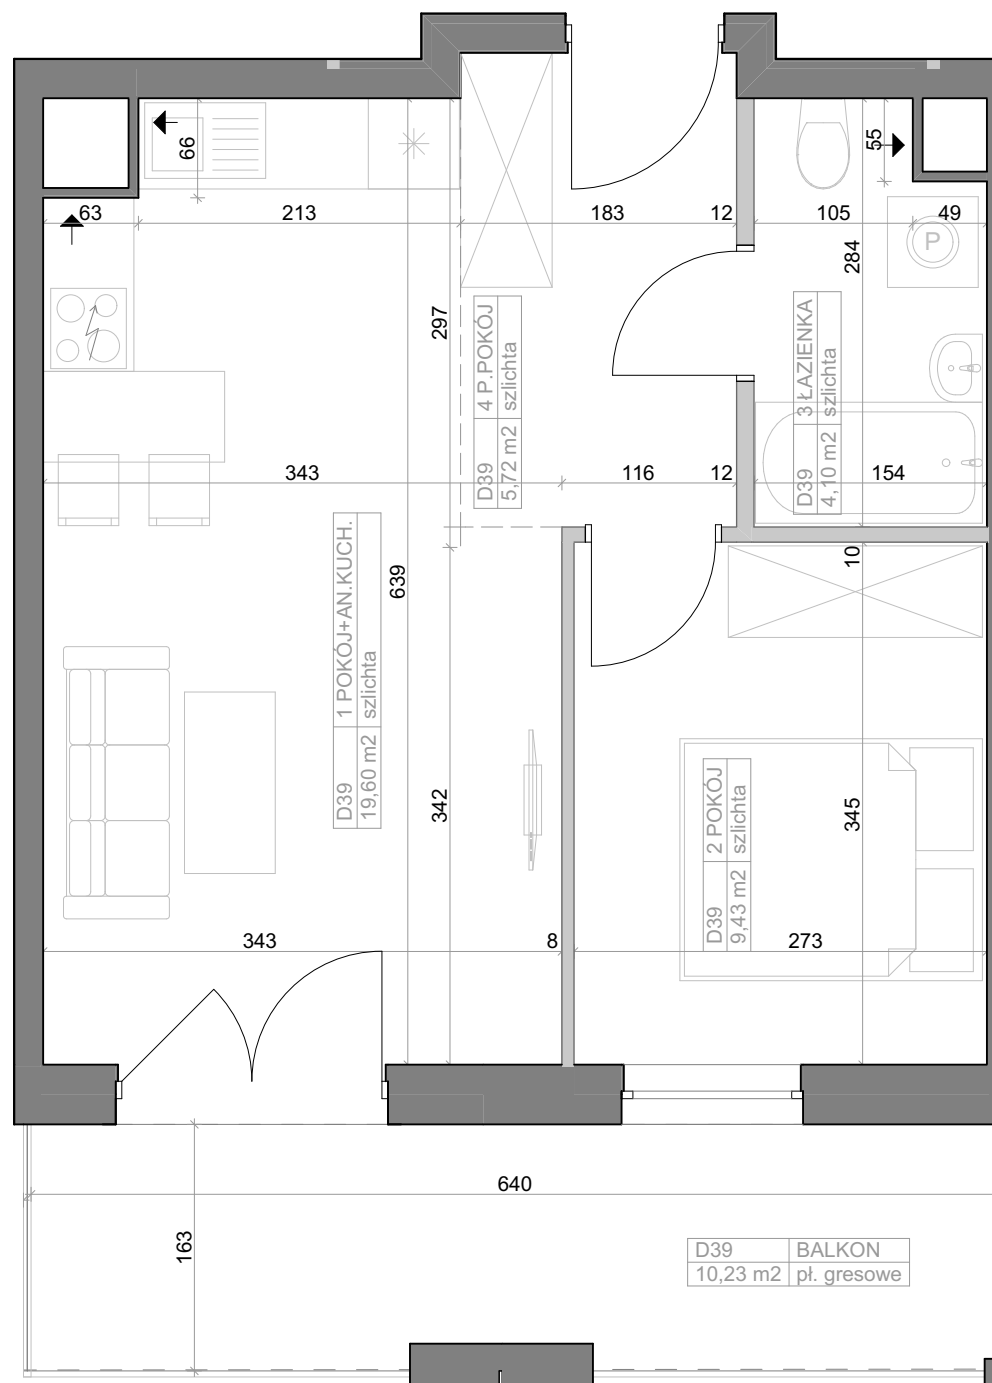 66
55
63
213
183
12
105
49
P
284
297
D39 4 P.POKÓJ
5,72 m2 szlichta
D39 3 ŁAZIENKA
4,10 m2 szlichta
343
116
12
154
10
639
D39 1 POKÓJ+AN.KUCH.
19,60 m2 szlichta
342
D39 2 POKÓJ
9,43 m2 szlichta
345
343
8
273
640
163
D39 BALKON
10,23 m2 pł. gresowe